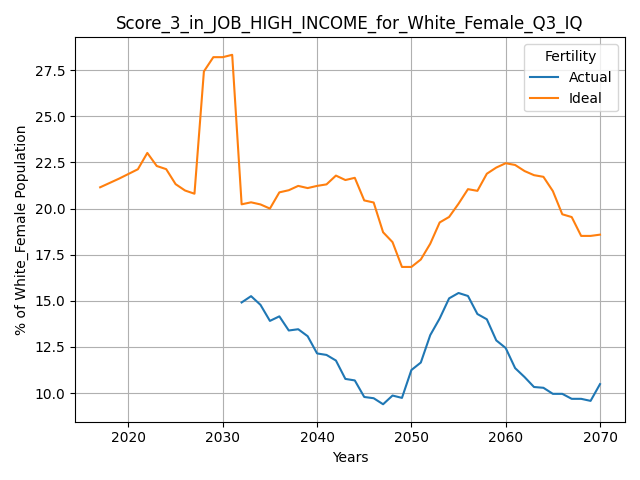 Score_3_in_JOB_HIGH_INCOME_for_White_Female_Q3_IQ
Fertility
Actual
Ideal
% of White_Female Population
27.5
25.0
22.5
20.0
17.5
15.0
12.5
10.0
2020 2030 2040 2050 2060 2070
Years